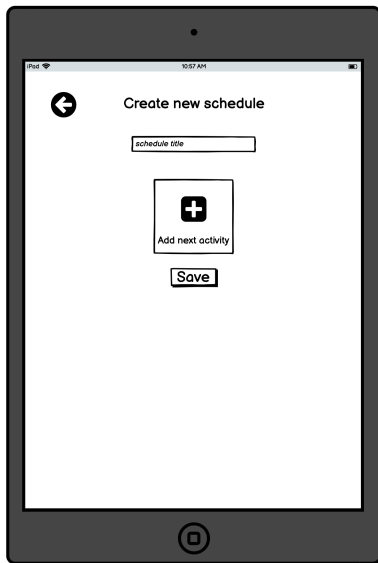 iPad 10:57 AM
Create new schedule
schedule title
Add next activity
Save